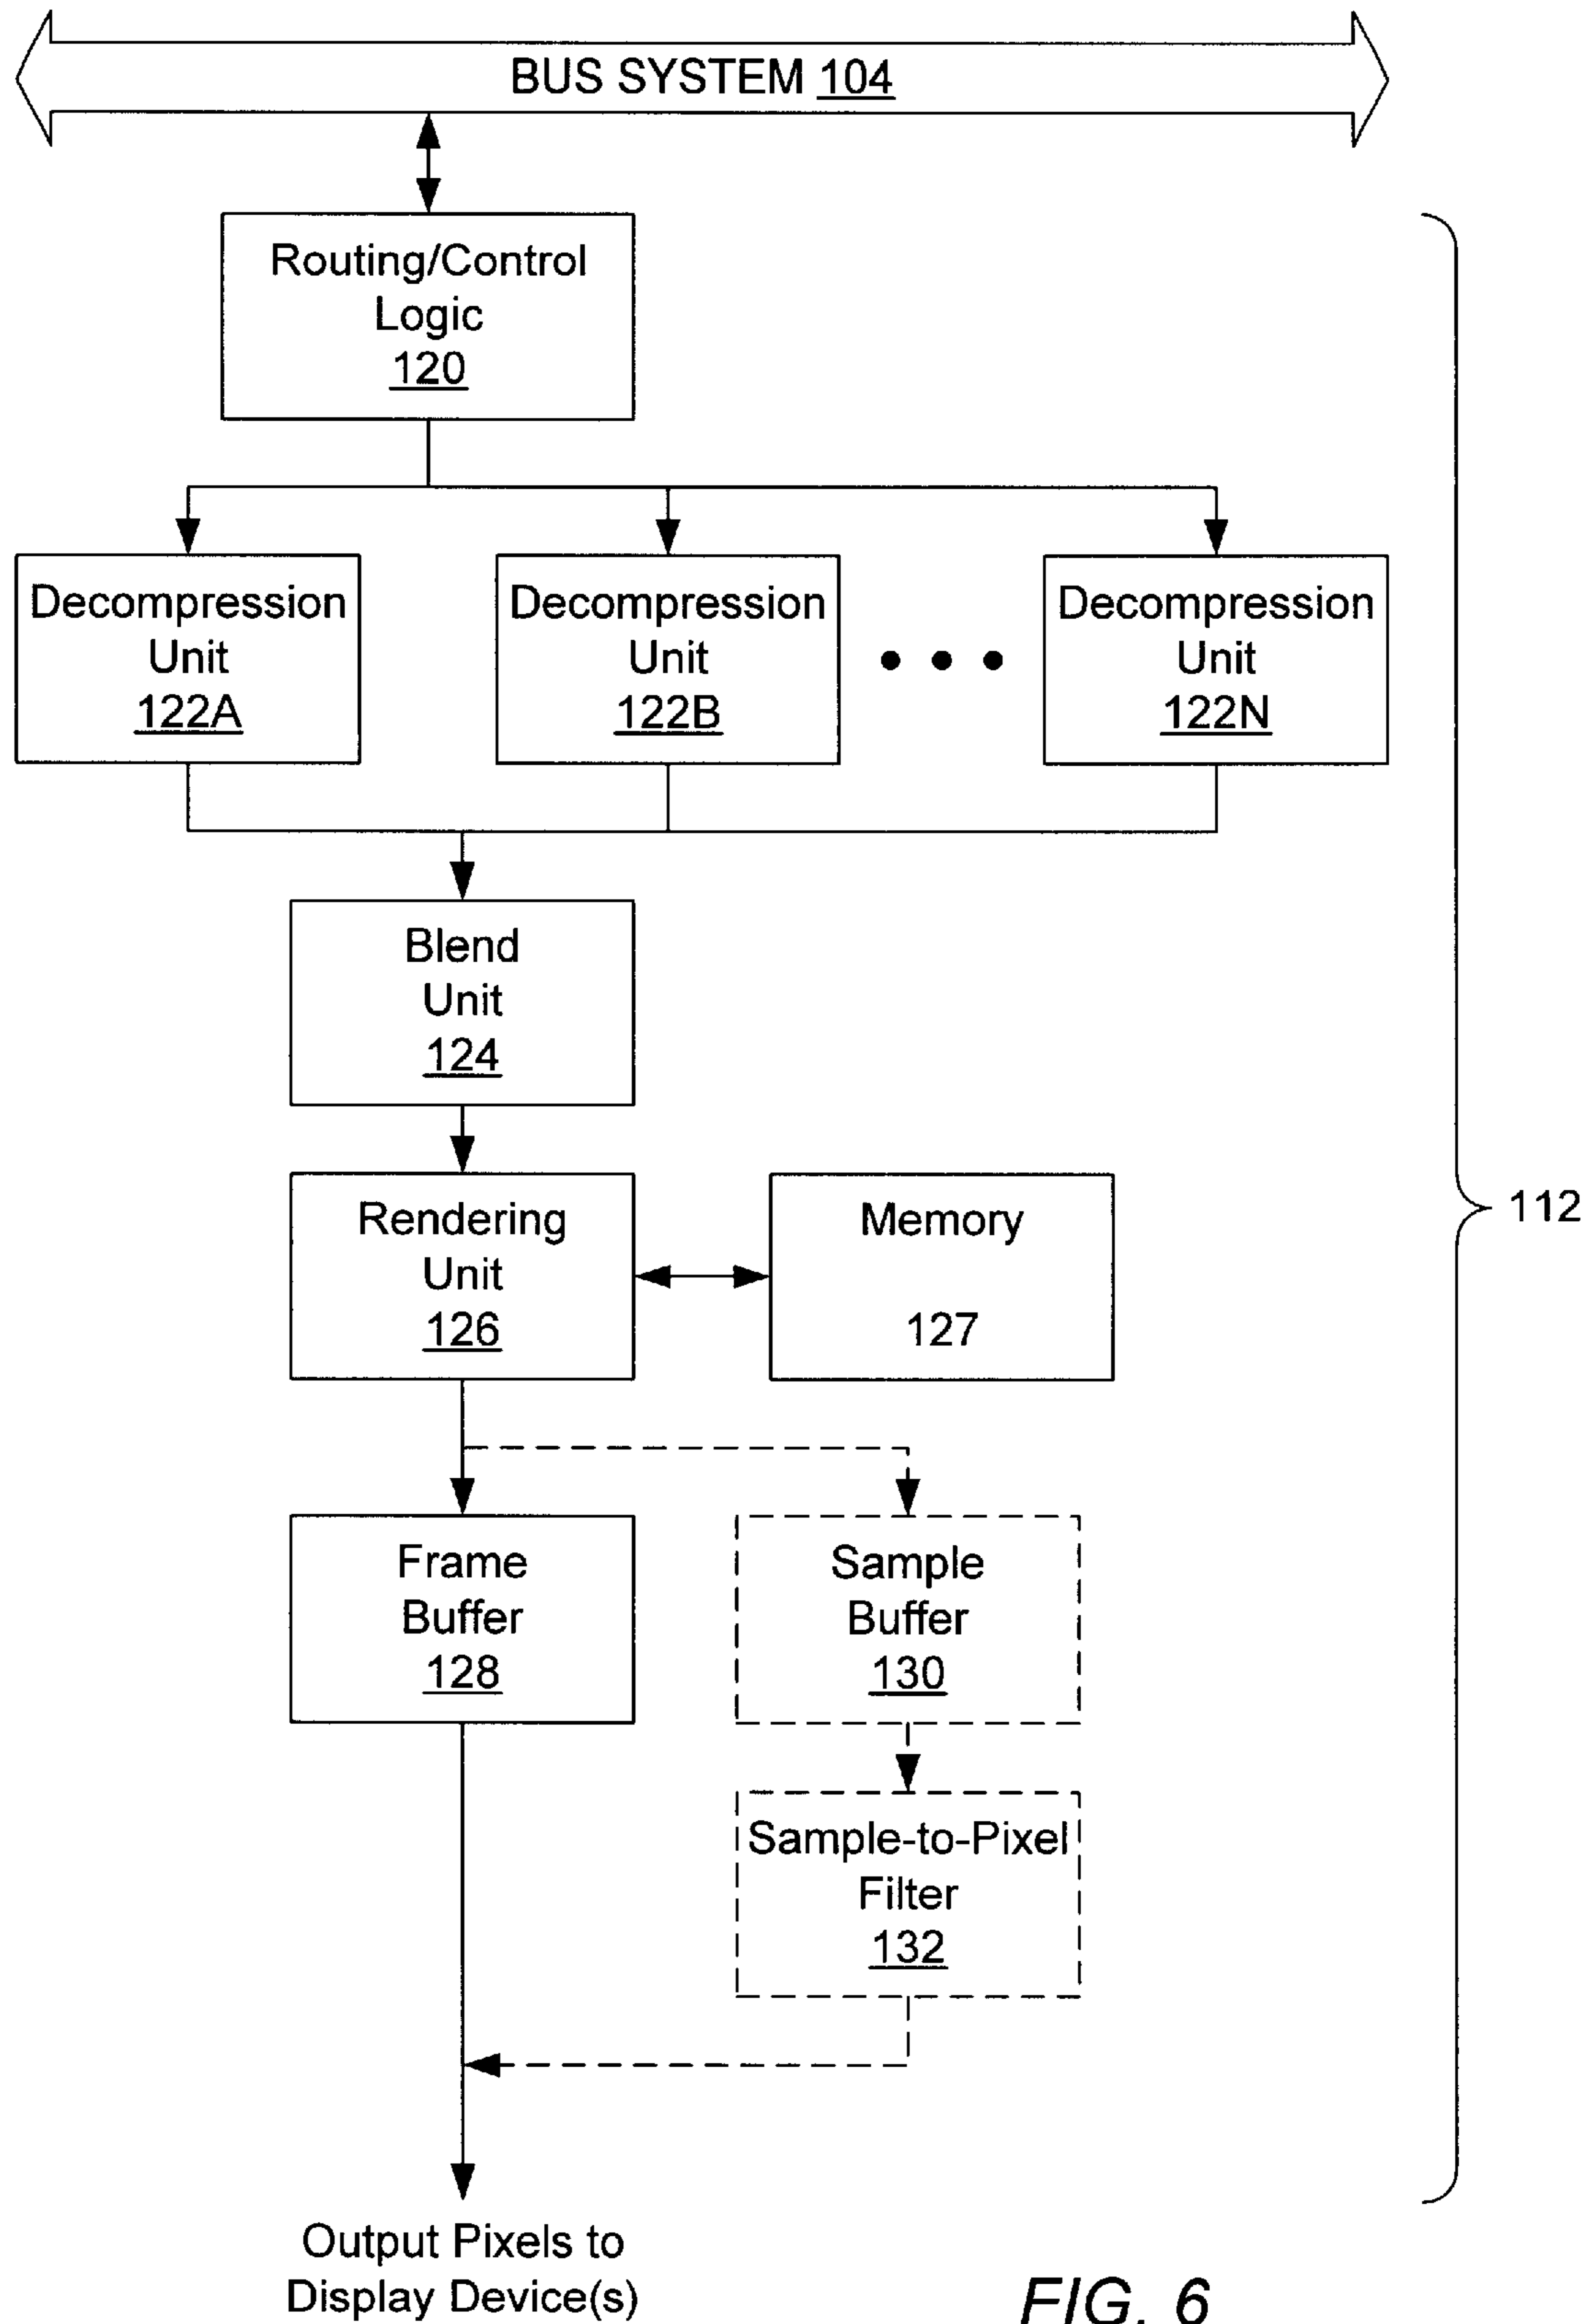 BUS SYSTEM 104
Routing/Control
Logic
120
Decompression
Unit
122A
Decompression
Unit
122B
Decompression
Unit
122N
Blend
Unit
124
Rendering
Unit
126
Memory
127
112
Frame
Buffer
128
Sample
Buffer
130
Sample-to-Pixel
Filter
132
Output Pixels to
Display Device(s)
FIG. 6